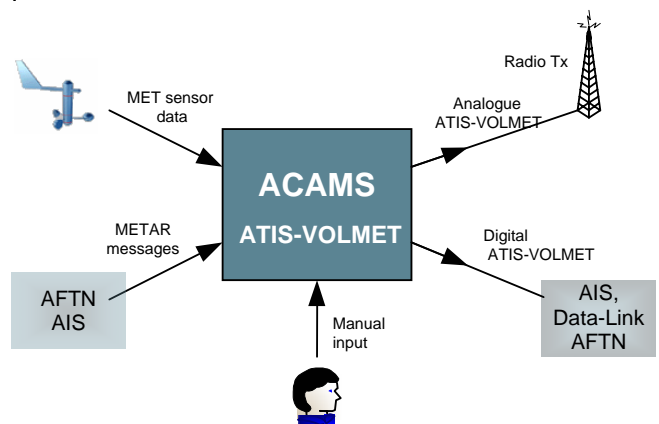 Radio Tx
MET sensor
data
Analogue
ATIS-VOLMET
ACAMS
ATIS-VOLMET
METAR
messages
Digital
ATIS-VOLMET
AFTN
AIS
AIS,
Data-Link
AFTN
Manual
input